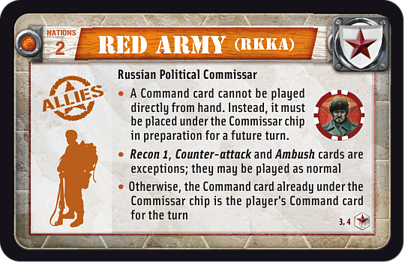 NATIONS
2
RED ARMY (RKKA)
ALLIES
Russian Political Commissar
• A Command card cannot be played
directly from hand. Instead, it must
be placed under the Commissar chip
in preparation for a future turn.
• Recon 1, Counter-attack and Ambush cards are
exceptions; they may be played as normal
• Otherwise, the Command card already under the
Commissar chip is the player's Command card
for the turn
3, 4